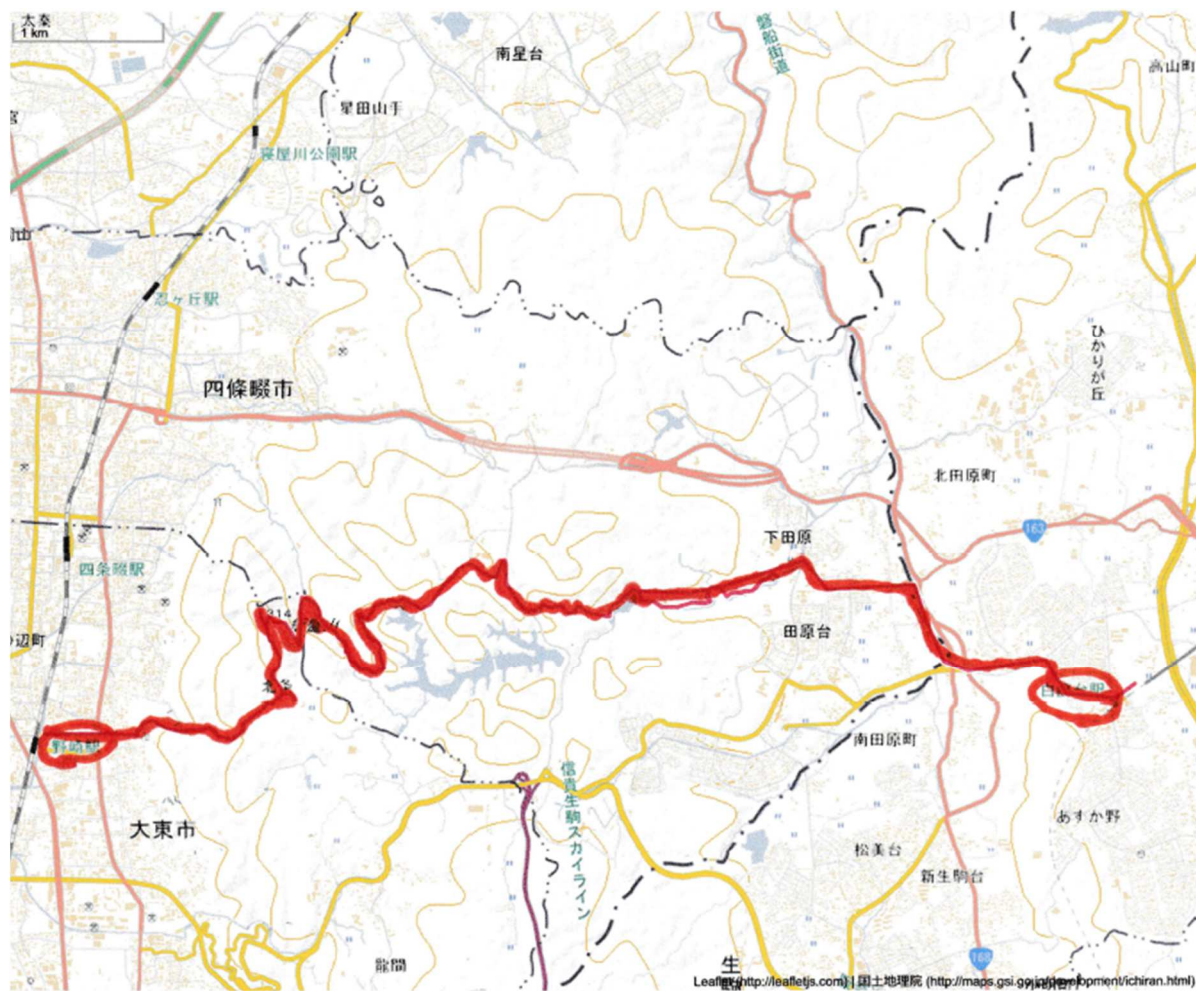 太秦
1 km
南星台
磐船街道
高山町
星田山手
寝屋川公園駅
忍ヶ丘駅
ひかりが丘
四條畷市
北田原町
163
下田原
四条畷駅
314
田原台
白庭台駅
南田原町
野崎駅
信貴生駒スカイライン
大東市
あすか野
松美台
新生駒台
龍間
168
生
Leaflet (http://leafletjs.com) | 国土地理院 (http://maps.gsi.go.jp/development/ichiran.html)